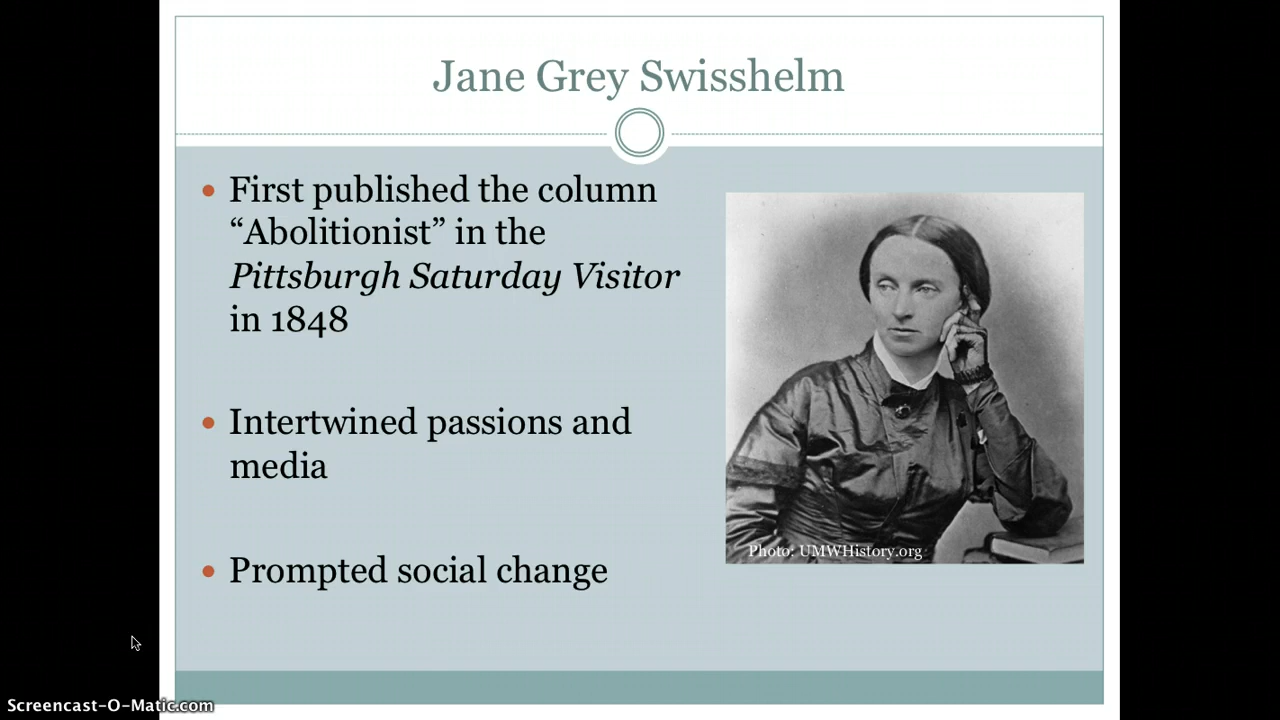 Jane Grey Swisshelm
First published the column
“Abolitionist” in the
Pittsburgh Saturday Visitor
in 1848
Intertwined passions and
media
Prompted social change
Photo: UMWHistory.org
Screencast-O-Matic.com